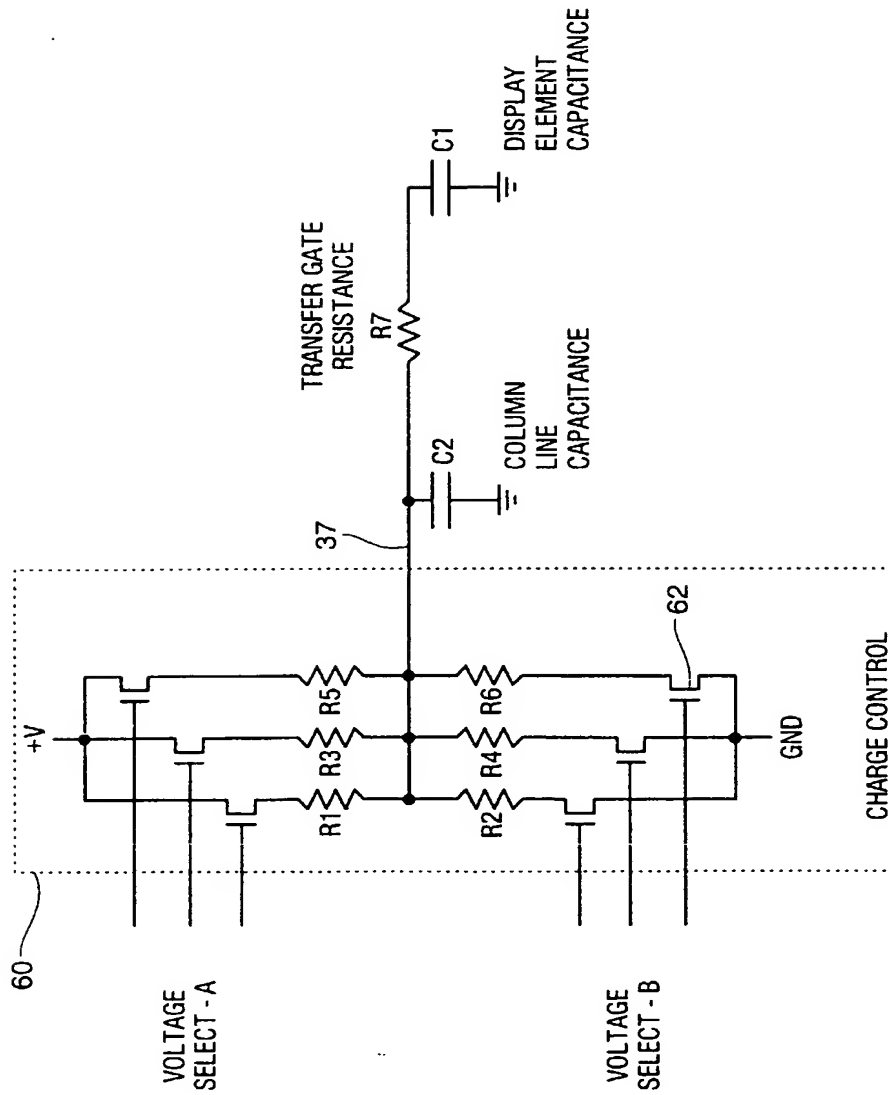 60
VOLTAGE
SELECT - A
VOLTAGE
SELECT - B
+V
R1
R3
R5
R2
R4
R6
62
GND
CHARGE CONTROL
37
C2
COLUMN
LINE
CAPACITANCE
TRANSFER GATE
RESISTANCE
R7
C1
DISPLAY
ELEMENT
CAPACITANCE